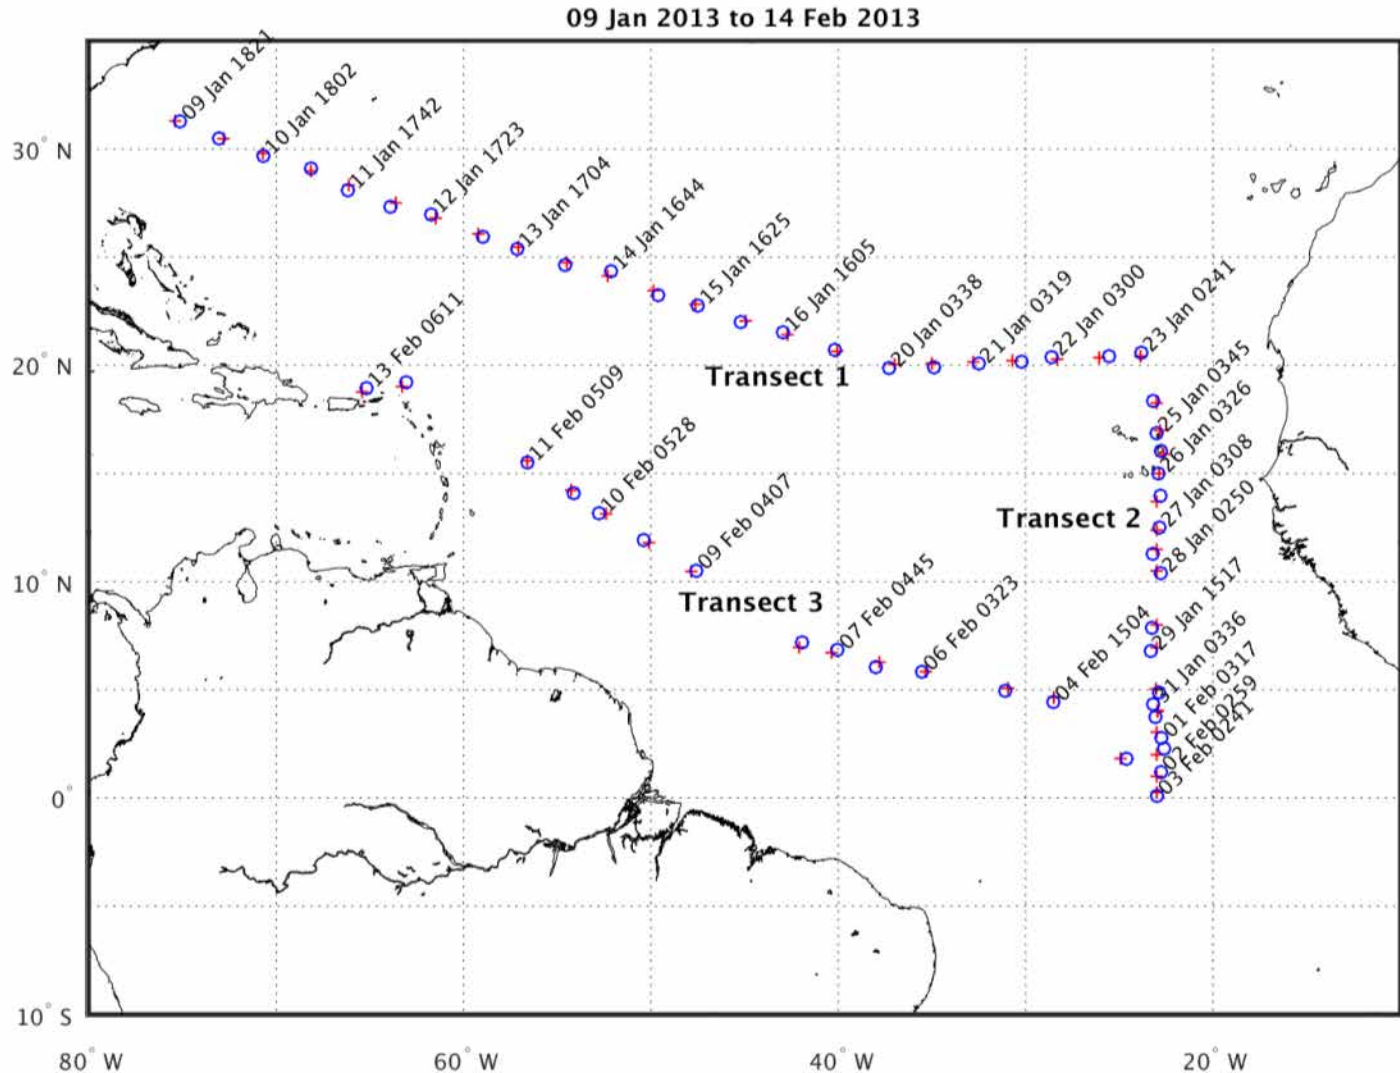 09 Jan 2013 to 14 Feb 2013
09 Jan 1821
10 Jan 1802
11 Jan 1742
12 Jan 1723
13 Jan 1704
14 Jan 1644
15 Jan 1625
16 Jan 1605
20 Jan 0338
21 Jan 0319
22 Jan 0300
23 Jan 0241
Transect 1
25 Jan 0345
26 Jan 0326
27 Jan 0308
28 Jan 0250
Transect 2
29 Jan 1517
31 Jan 0336
01 Feb 0317
02 Feb 0259
03 Feb 0241
04 Feb 1504
06 Feb 0323
07 Feb 0445
Transect 3
09 Feb 0407
10 Feb 0528
11 Feb 0509
13 Feb 0611
30° N
20° N
10° N
0°
10° S
80° W
60° W
40° W
20° W